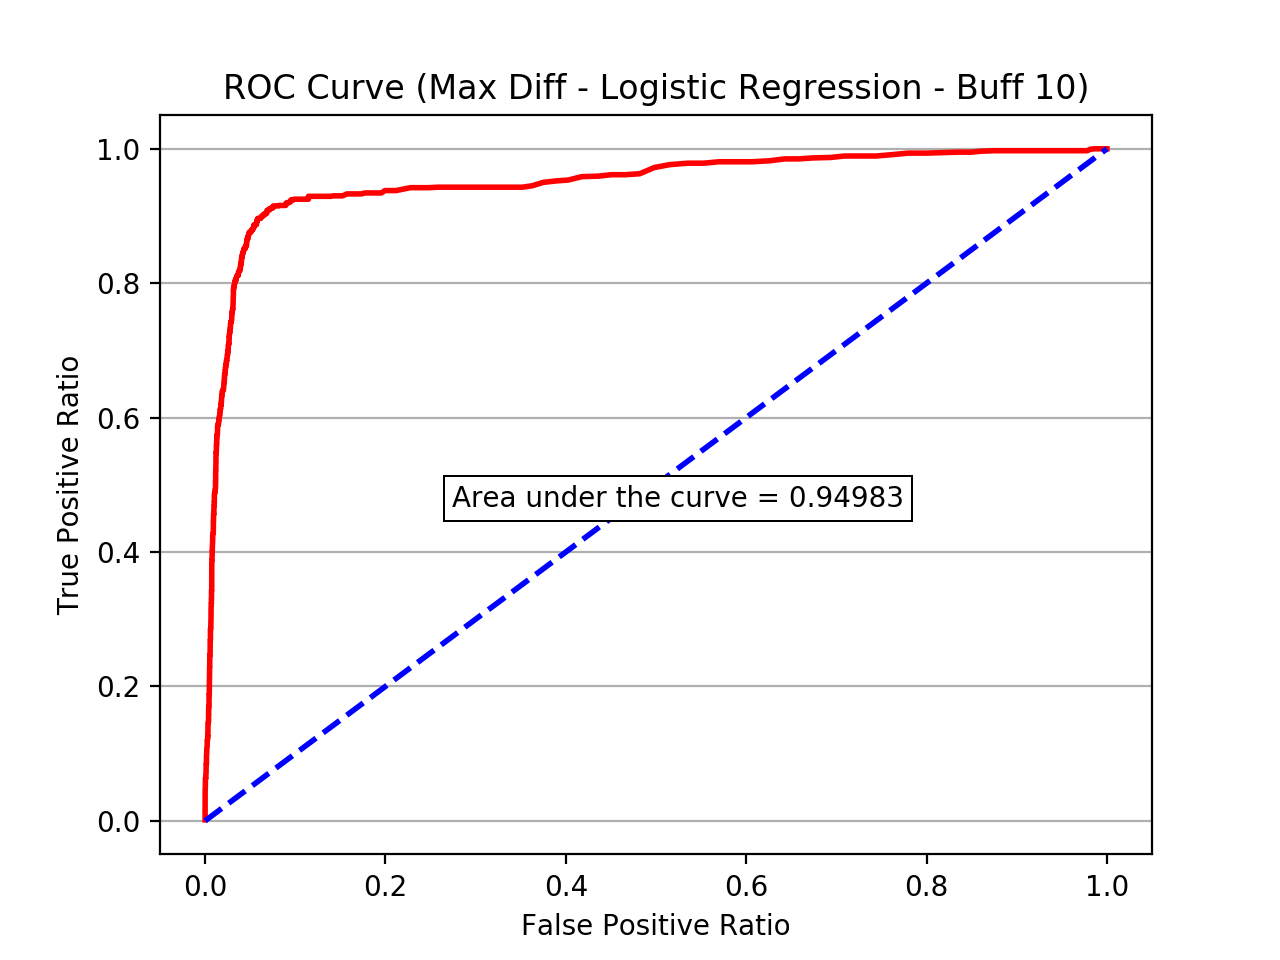 ROC Curve (Max Diff - Logistic Regression - Buff 10)
1.0
0.8
0.6
0.4
0.2
0.0
True Positive Ratio
Area under the curve = 0.94983
0.0 0.2 0.4 0.6 0.8 1.0
False Positive Ratio